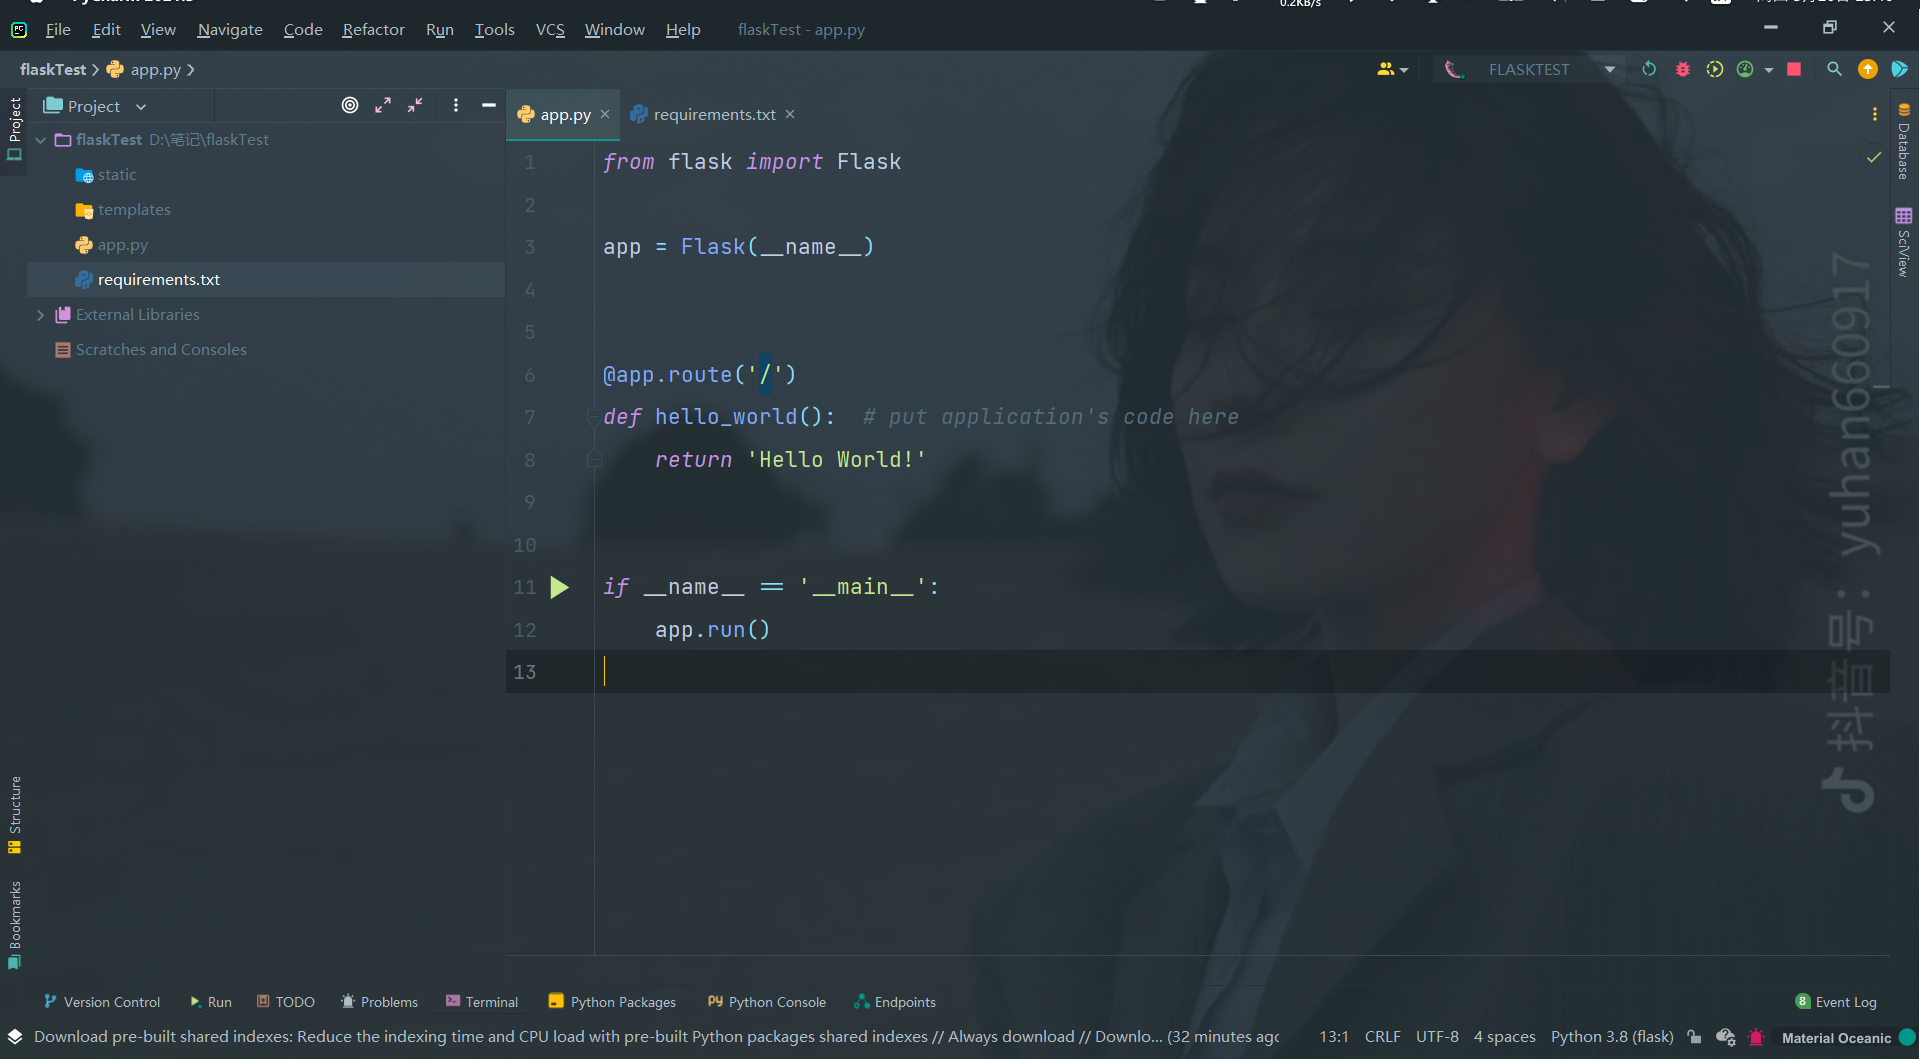 0.2KB/s
File Edit View Navigate Code Refactor Run Tools VCS Window Help flaskTest - app.py
flaskTest app.py
FLASKTEST
Project
Project
app.py
requirements.txt
flaskTest D:\笔记\flaskTest
static
templates
app.py
requirements.txt
External Libraries
Scratches and Consoles
1 from flask import Flask
2
3 app = Flask(__name__)
4
5
6 @app.route('/')
7 def hello_world():  # put application's code here
8     return 'Hello World!'
9
10
11 if __name__ == '__main__':
12     app.run()
13
Database
SciView
抖音号：yuhan660917
Structure
Bookmarks
Version Control Run TODO Problems Terminal Python Packages Python Console Endpoints 8 Event Log
Download pre-built shared indexes: Reduce the indexing time and CPU load with pre-built Python packages shared indexes // Always download // Downlo... (32 minutes agc 13:1 CRLF UTF-8 4 spaces Python 3.8 (flask) Material Oceanic